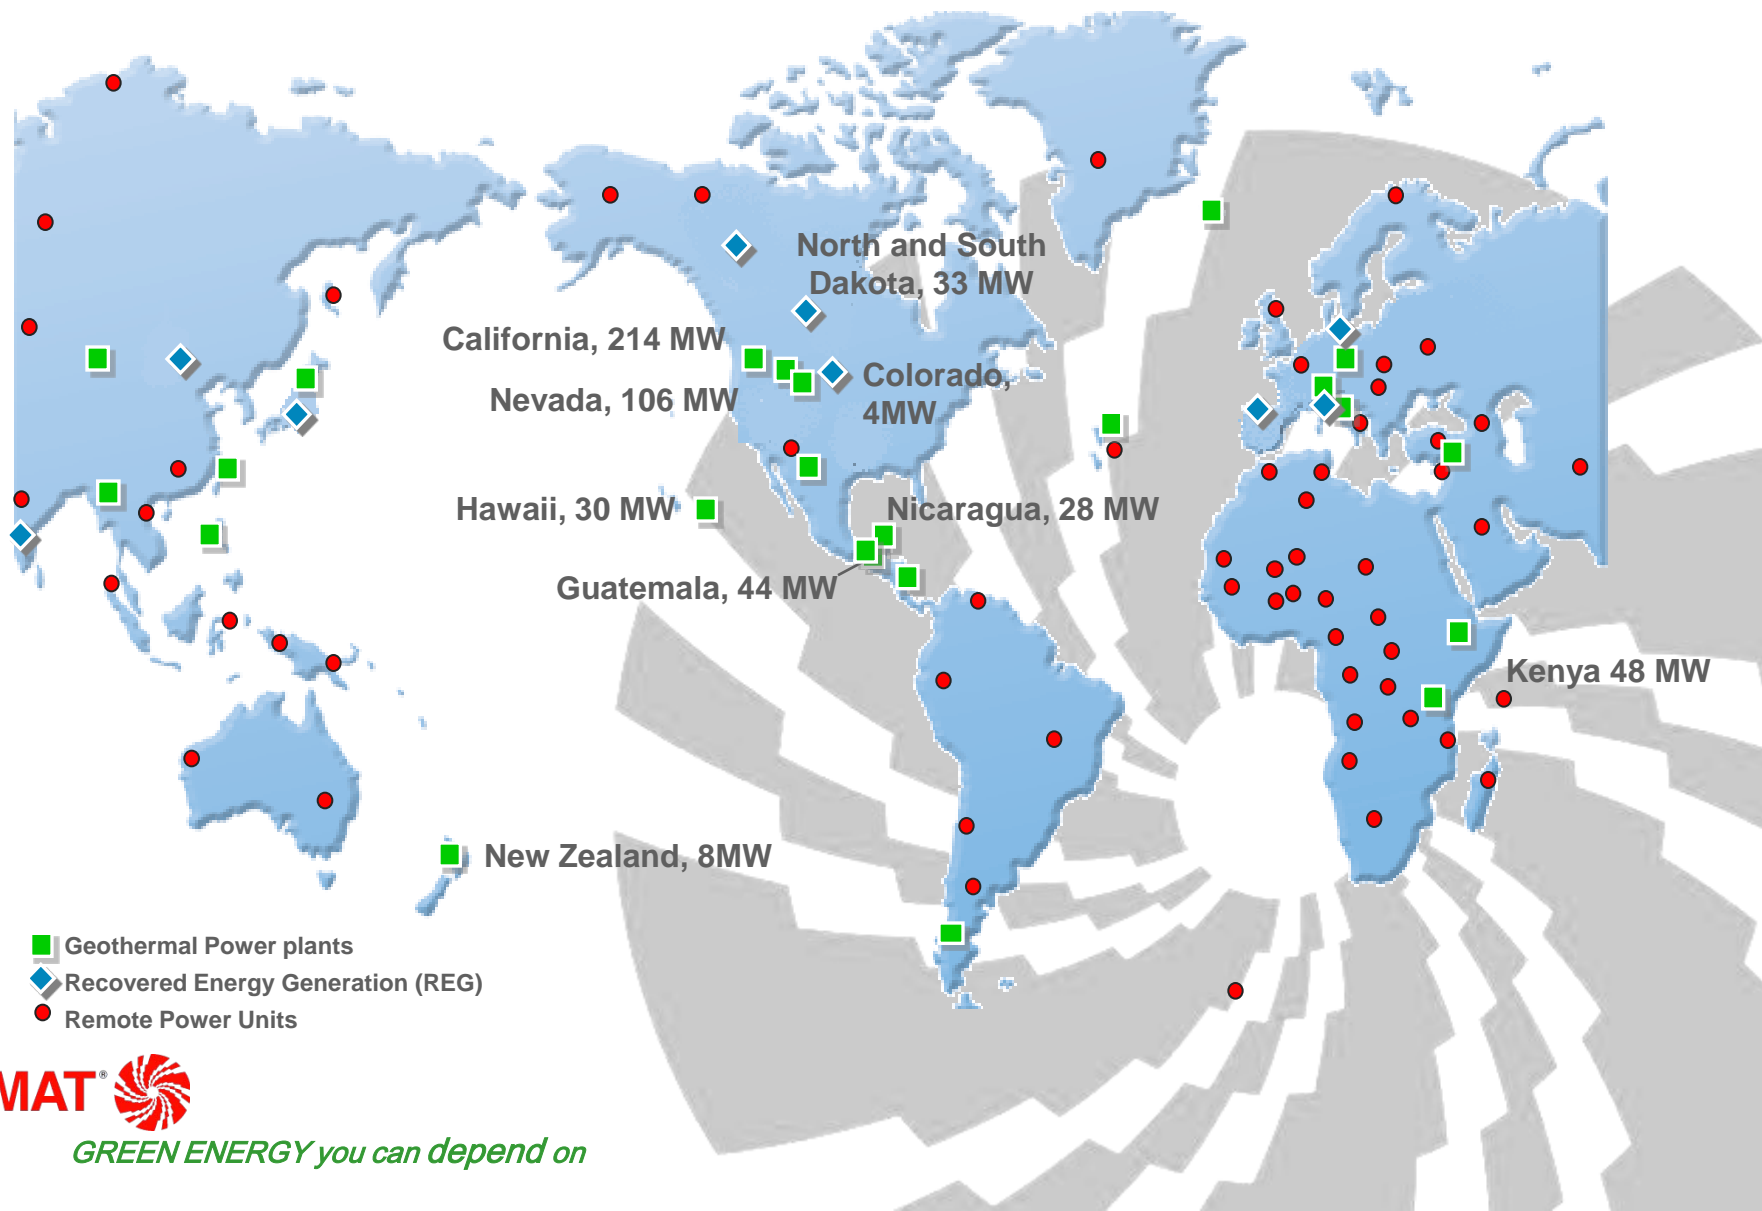 North and South
Dakota, 33 MW
California, 214 MW
Colorado,
4MW
Nevada, 106 MW
Hawaii, 30 MW
Nicaragua, 28 MW
Guatemala, 44 MW
Kenya 48 MW
New Zealand, 8MW
Geothermal Power plants
Recovered Energy Generation (REG)
Remote Power Units
MAT®
GREEN ENERGY you can depend on